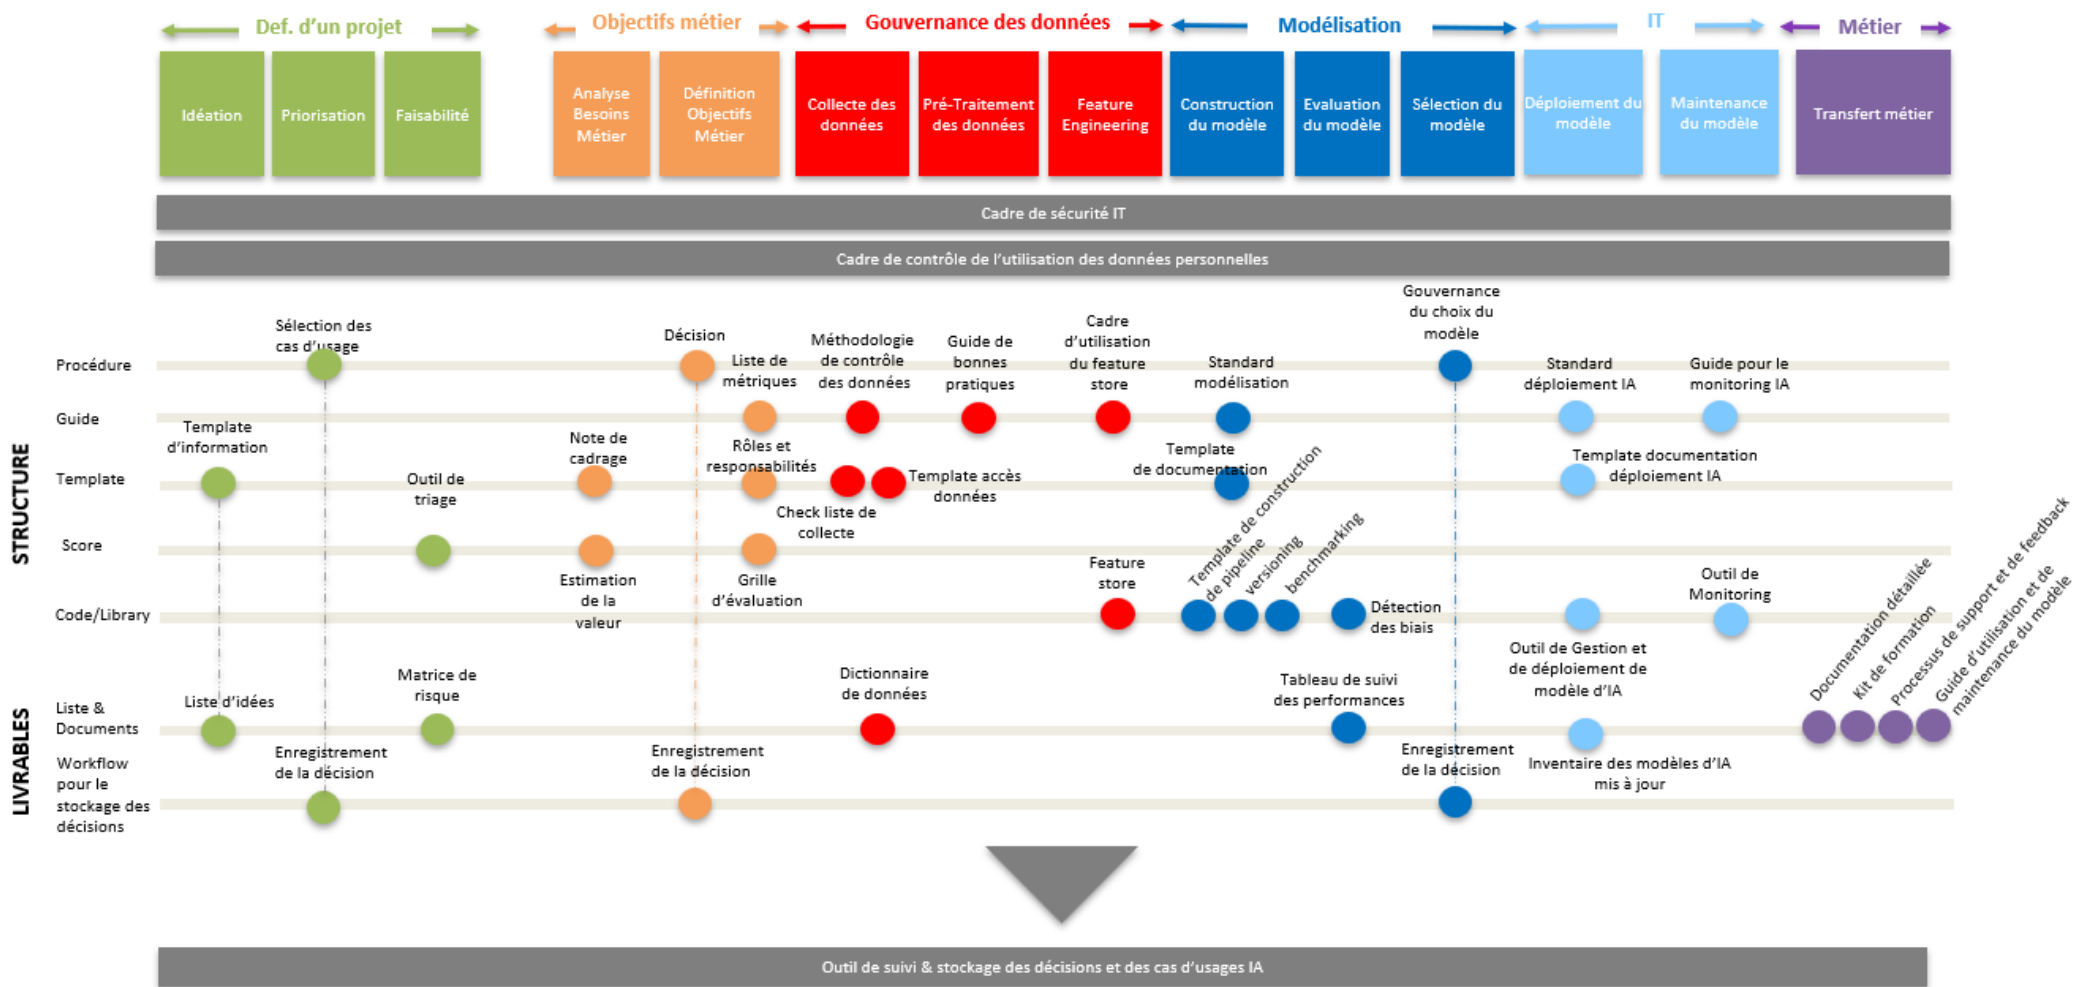 Def. d'un projet
Objectifs métier
Gouvernance des données
Modélisation
IT
Métier
Idéation
Priorisation
Faisabilité
Analyse
Besoins
Métier
Définition
Objectifs
Métier
Collecte des
données
Pré-Traitement
des données
Feature
Engineering
Construction
du modèle
Evaluation
du modèle
Sélection du
modèle
Déploiement du
modèle
Maintenance
du modèle
Transfert métier
Cadre de sécurité IT
Cadre de contrôle de l'utilisation des données personnelles
STRUCTURE
Procédure
Sélection des
cas d'usage
Décision
Gouvernance
du choix du
modèle
Guide
Liste de
métriques
Méthodologie
de contrôle
des données
Guide de
bonnes
pratiques
Cadre
d'utilisation
du feature
store
Standard
modélisation
Standard
déploiement IA
Guide pour le
monitoring IA
Template
Template
d'information
Note de
cadrage
Rôles et
responsabilités
Check liste de
collecte
Template accès
données
Template
de documentation
Template documentation
déploiement IA
Score
Outil de
triage
Estimation
de la
valeur
Grille
d'évaluation
Code/Library
Feature
store
Template de construction
de pipeline
versioning
benchmarking
Détection
des biais
Outil de Gestion et
de déploiement de
modèle d'IA
Outil de
Monitoring
LIVRABLES
Liste &
Documents
Liste d'idées
Matrice de
risque
Dictionnaire
de données
Tableau de suivi
des performances
Inventaire des modèles d'IA
mis à jour
Documentation détaillée
Kit de formation
Processus de support et de feedback
Guide d'utilisation et de
maintenance du modèle
Workflow
pour le
stockage des
décisions
Enregistrement
de la décision
Enregistrement
de la décision
Enregistrement
de la décision
Outil de suivi & stockage des décisions et des cas d'usages IA